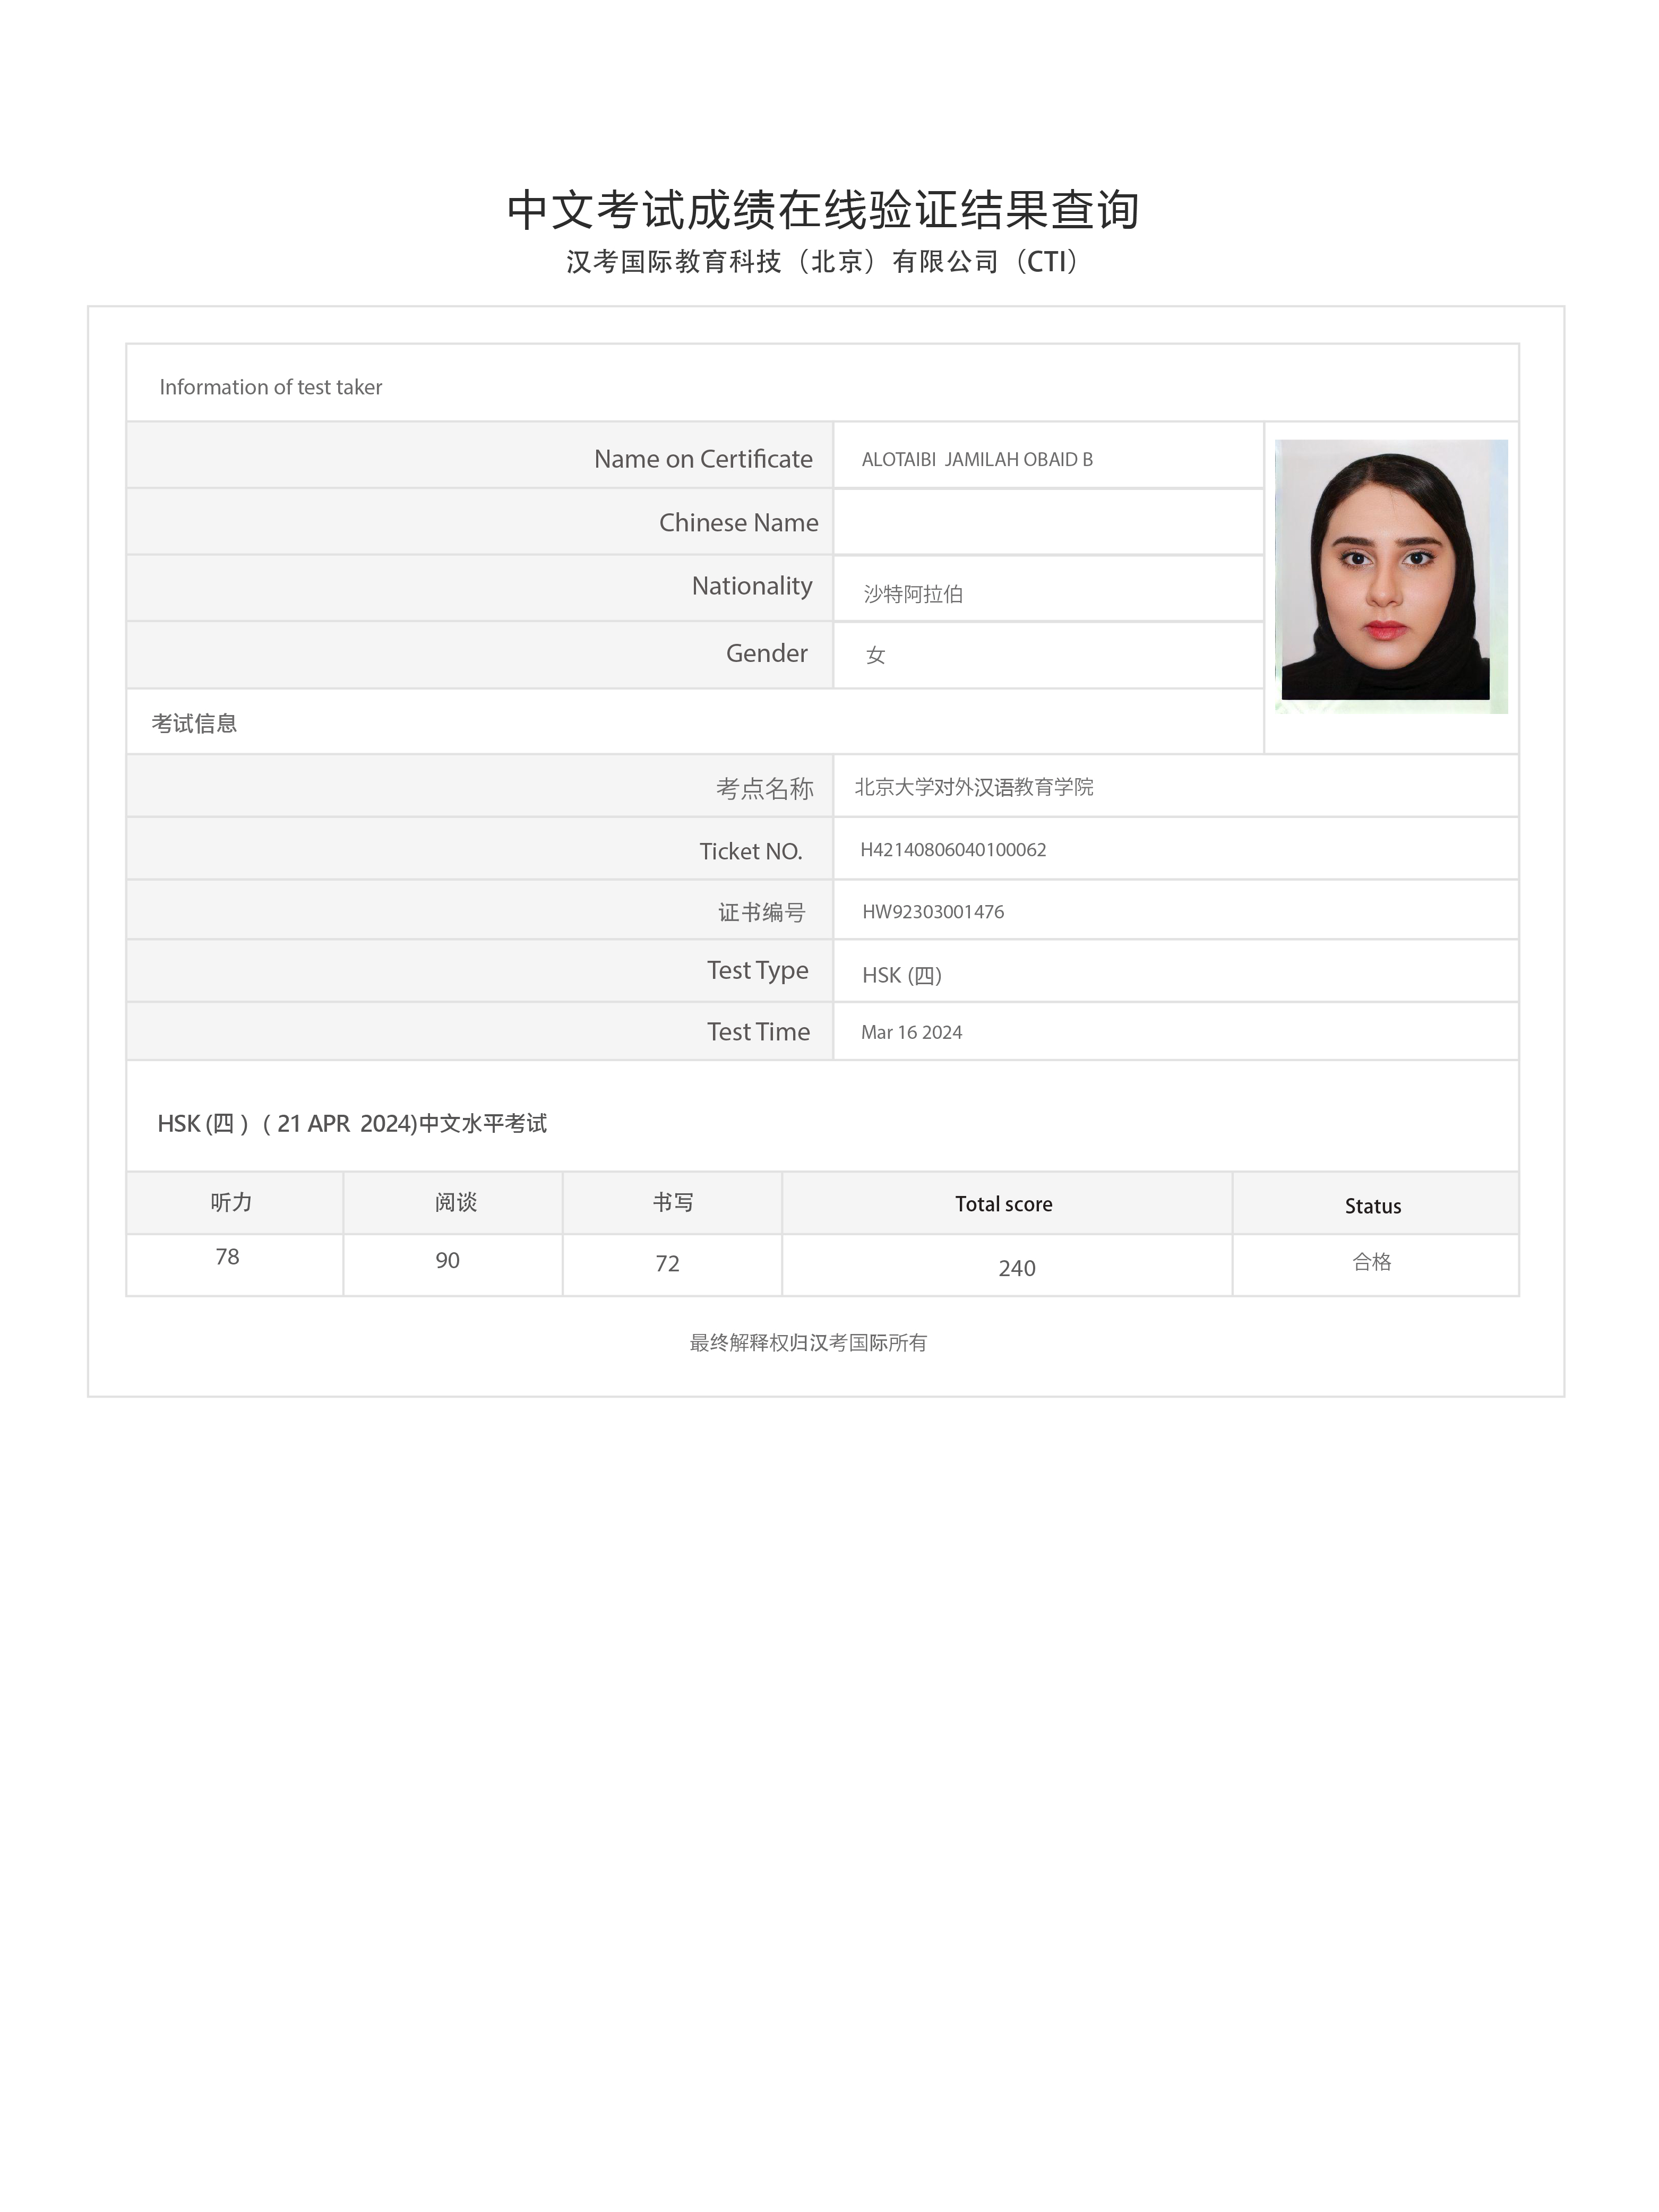 中文考试成绩在线验证结果查询
汉考国际教育科技（北京）有限公司（CTI）
Information of test taker
Name on Certificate ALOTAIBI JAMILAH OBAID B
Chinese Name
Nationality 沙特阿拉伯
Gender 女
考试信息
考点名称 北京大学对外汉语教育学院
Ticket NO. H42140806040100062
证书编号 HW92303001476
Test Type HSK (四)
Test Time Mar 16 2024
HSK (四 ) ( 21 APR 2024)中文水平考试
听力 阅谈 书写 Total score Status
78 90 72 240 合格
最终解释权归汉考国际所有